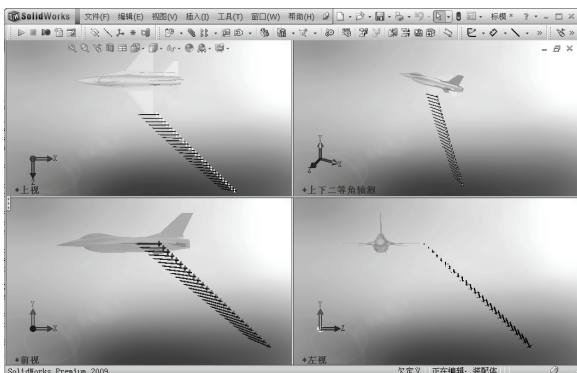 SolidWorks 文件(F) 编辑(E) 视图(V) 插入(I) 工具(T) 窗口(W) 帮助(H) 标模 *
X
Z
*上视
Y
X
Z
*上下二等角轴测
Y
X
*前视
Y
Z
*左视
SolidWorks Premium 2009 欠定义 正在编辑：装配体